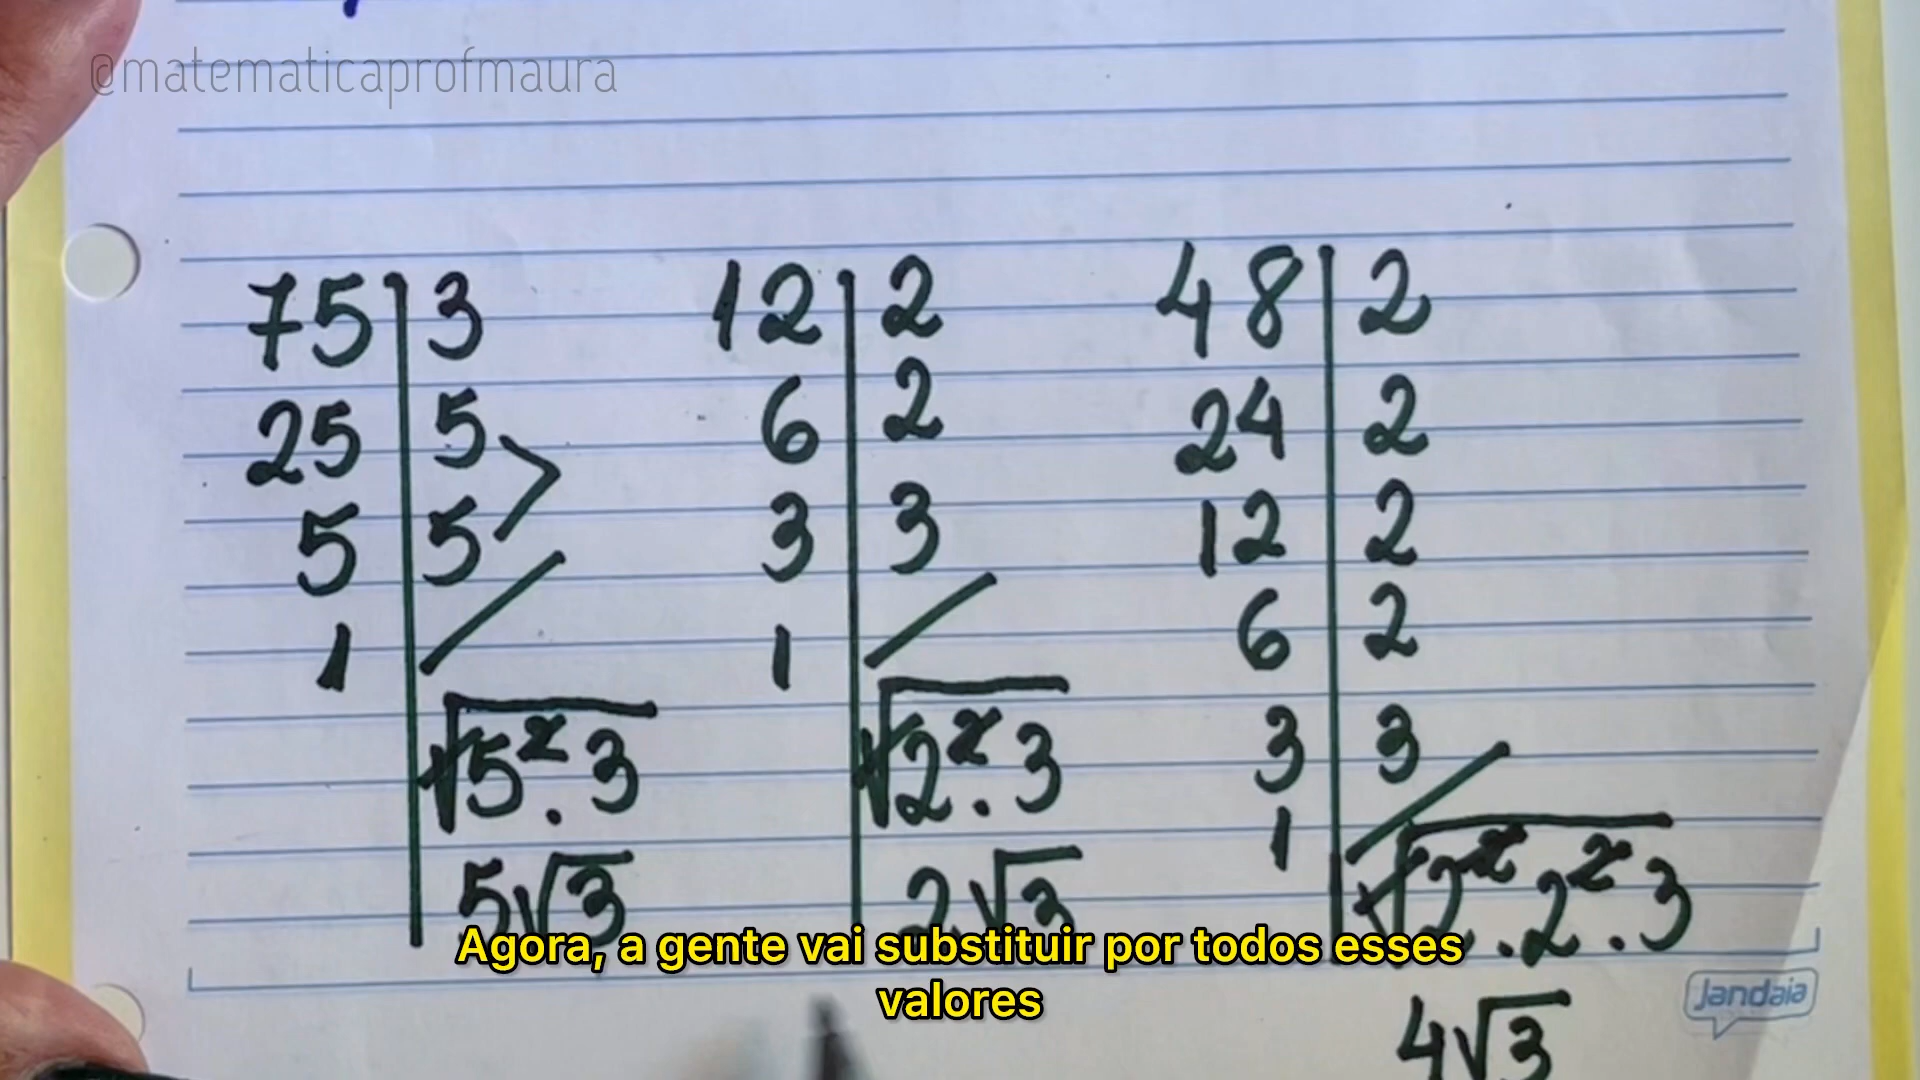 @matematicaprofmaura
75 | 3
25 | 5
5 | 5
1
√5². 3
5√3
12 | 2
6 | 2
3 | 3
1
√2². 3
2√3
48 | 2
24 | 2
12 | 2
6 | 2
3 | 3
1
√2². 2². 3
4√3
Agora, a gente vai substituir por todos esses
valores
Jandaia